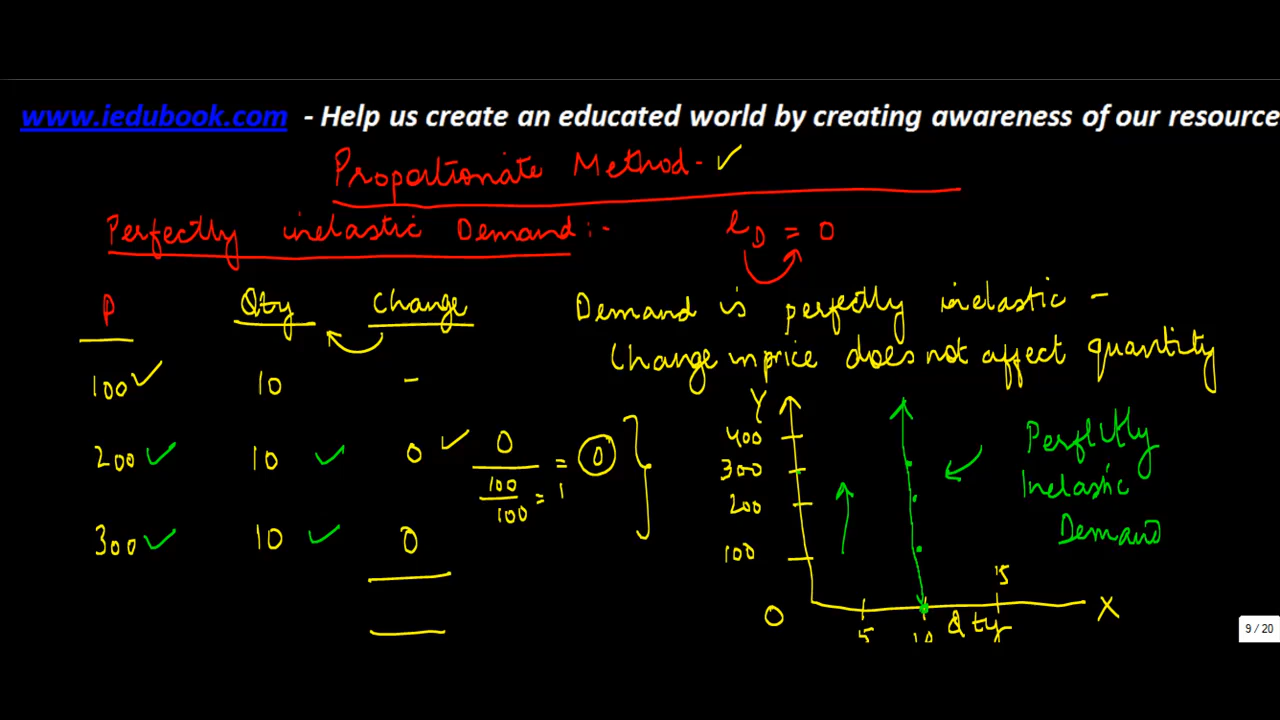 www.iedubook.com - Help us create an educated world by creating awareness of our resource
Proportionate Method - ✓
Perfectly inelastic Demand :- eD = 0
P Qty Change
100 ✓ 10 -
200 ✓ 10 ✓ 0 ✓ 0 / 100/100 = 1 = 0
300 ✓ 10 ✓ 0
Demand is perfectly inelastic -
Change in price does not affect quantity
Y
400
300
200
100
O
5 10 15
Qty X
Perfectly
Inelastic
Demand
9 / 20